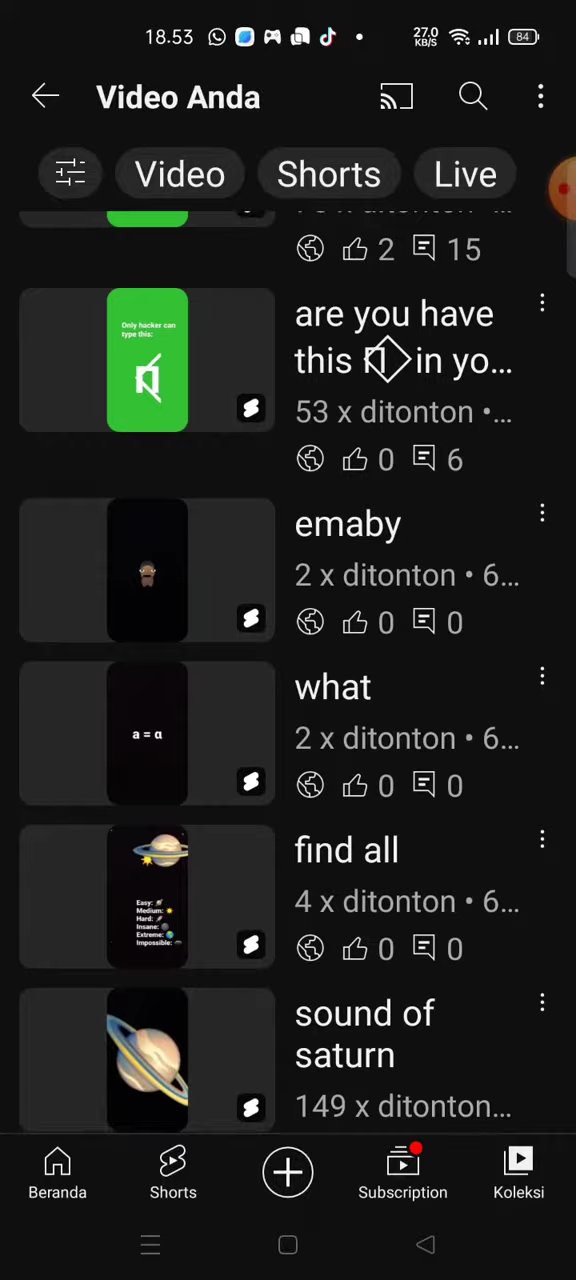 18.53
27.0
KB/S
84
Video Anda
Video
Shorts
Live
2
15
Only hacker can
type this:
are you have
this in yo...
53 x ditonton •...
0
6
emaby
2 x ditonton • 6...
0
0
a = α
what
2 x ditonton • 6...
0
0
Easy:
Medium:
Hard:
Insane:
Extreme:
Impossible:
find all
4 x ditonton • 6...
0
0
sound of
saturn
149 x ditonton...
Beranda
Shorts
Subscription
Koleksi